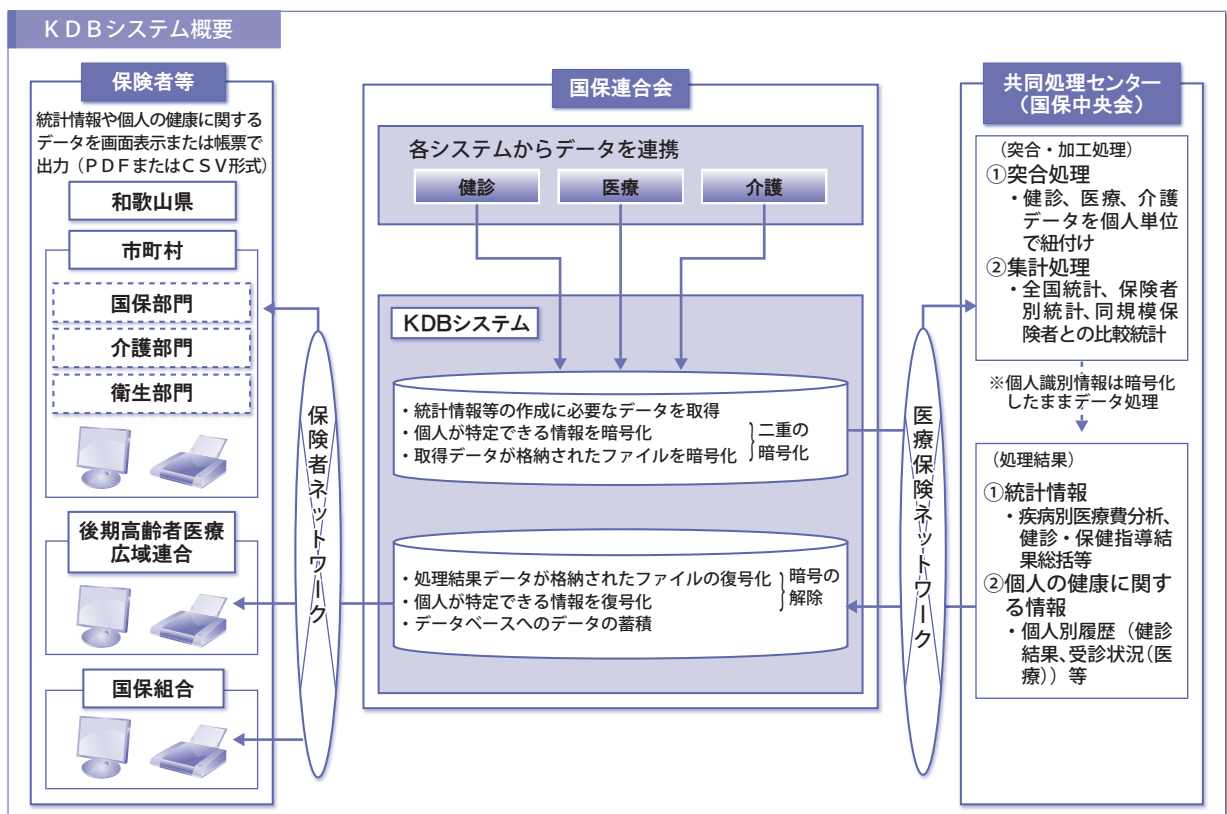 ＫＤＢシステム概要
保険者等
統計情報や個人の健康に関する
データを画面表示または帳票で
出力（ＰＤＦまたはＣＳＶ形式）
和歌山県
市町村
国保部門
介護部門
衛生部門
後期高齢者医療
広域連合
国保組合
保険者ネットワーク
国保連合会
各システムからデータを連携
健診
医療
介護
KDBシステム
・統計情報等の作成に必要なデータを取得
・個人が特定できる情報を暗号化
・取得データが格納されたファイルを暗号化
二重の
暗号化
・処理結果データが格納されたファイルの復号化
・個人が特定できる情報を復号化
・データベースへのデータの蓄積
暗号の
解除
医療保険ネットワーク
共同処理センター
（国保中央会）
（突合・加工処理）
①突合処理
・健診、医療、介護
データを個人単位
で紐付け
②集計処理
・全国統計、保険者
別統計、同規模保
険者との比較統計
※個人識別情報は暗号化
したままデータ処理
（処理結果）
①統計情報
・疾病別医療費分析、
健診・保健指導結
果総括等
②個人の健康に関す
る情報
・個人別履歴（健診
結果、受診状況（医
療））等